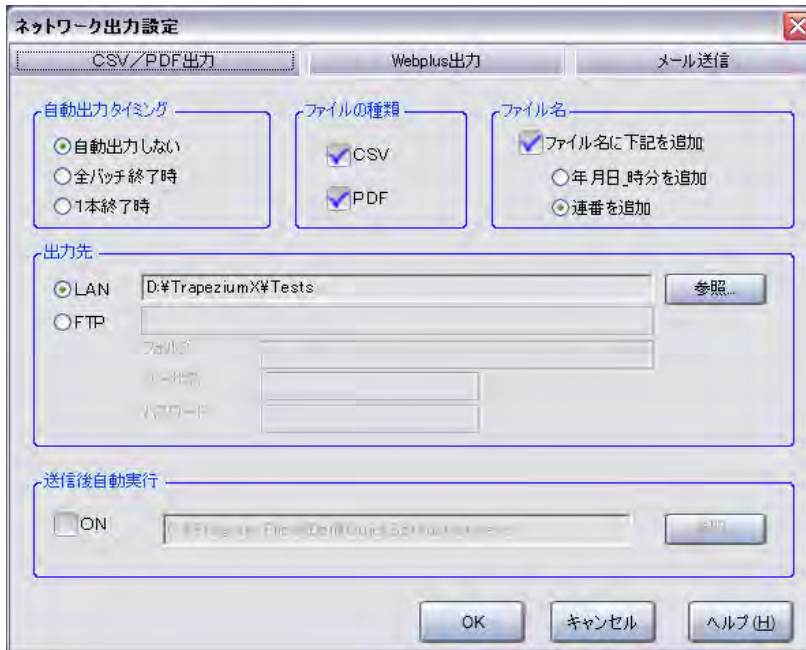 ネットワーク出力設定
CSV／PDF出力 Webplus出力 メール送信
自動出力タイミング ファイルの種類 ファイル名
自動出力しない CSV ファイル名に下記を追加
全バッチ終了時 PDF 年月日_時分を追加
1本終了時 連番を追加
出力先
LAN D:¥TrapeziumX¥Tests 参照...
FTP
フォルダ
パスワード
送信後自動実行
ON
OK キャンセル ヘルプ(H)